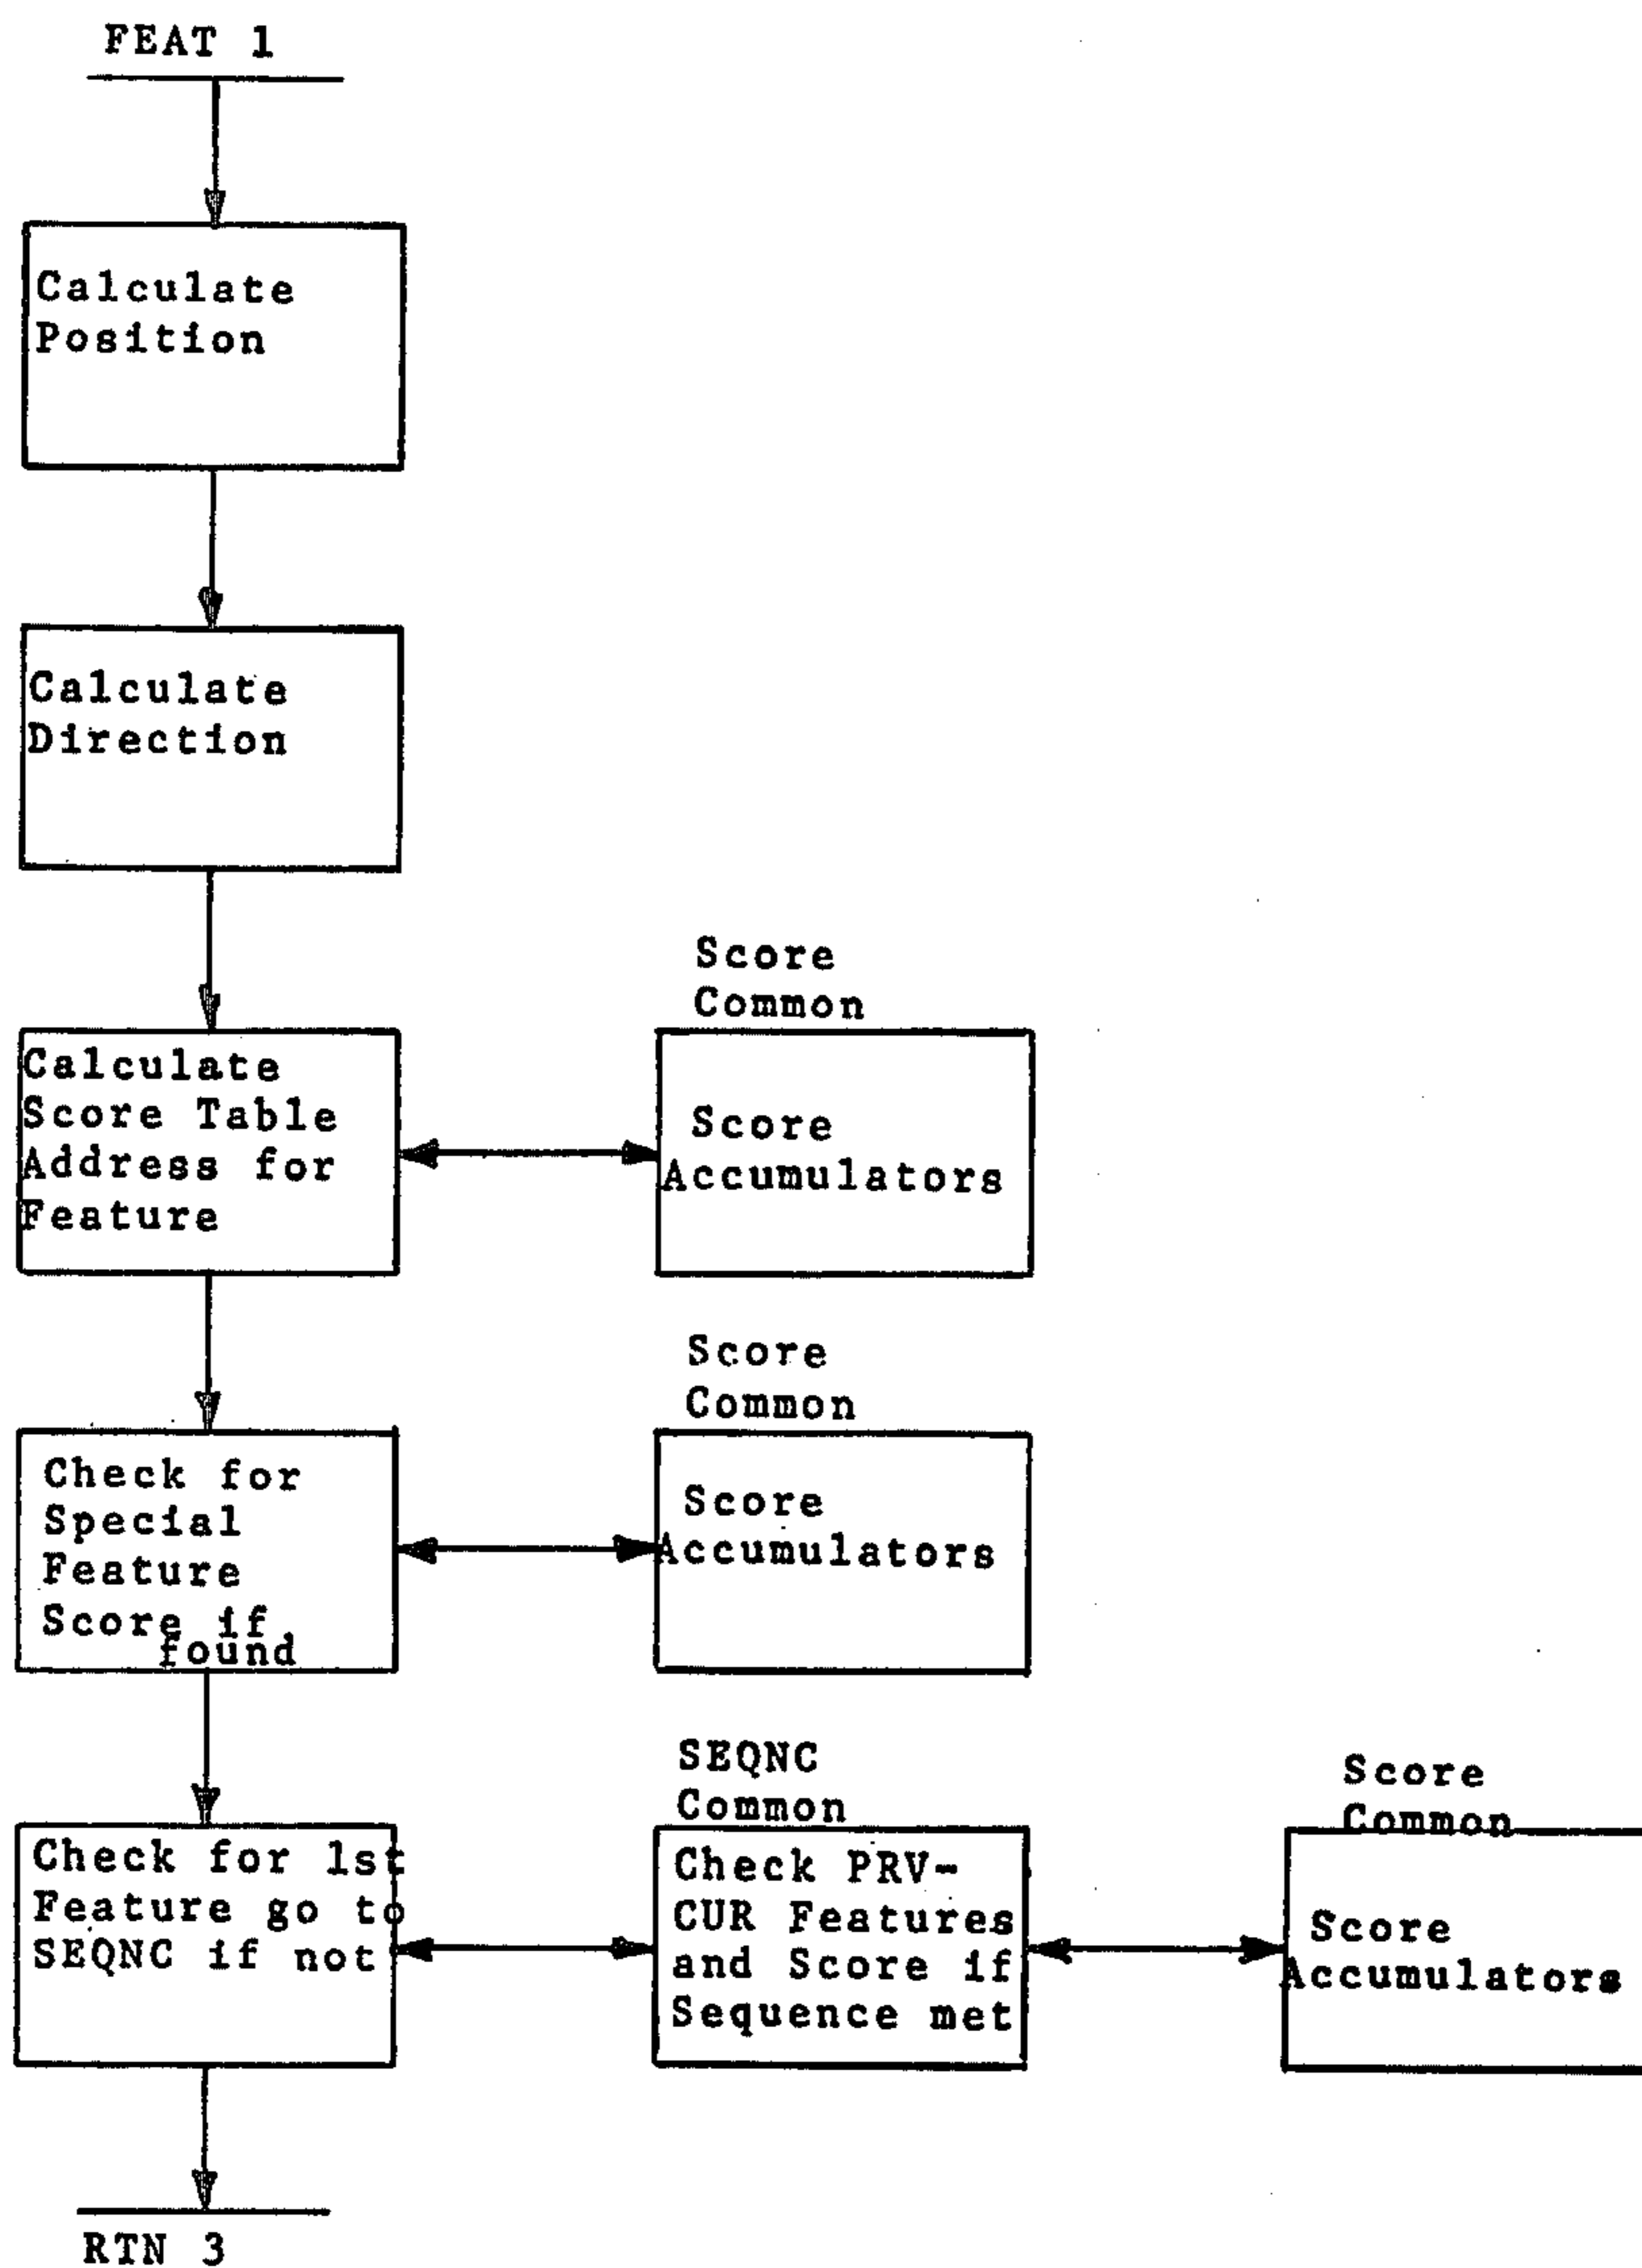 FEAT 1
Calculate
Position
Calculate
Direction
Calculate
Score Table
Address for
Feature
Score
Common
Score
Accumulators
Check for
Special
Feature
Score if
found
Score
Common
Score
Accumulators
Check for 1st
Feature go to
SEQNC if not
SEQNC
Common
Check PRV-
CUR Features
and Score if
Sequence met
Score
Common
Score
Accumulators
RTN 3